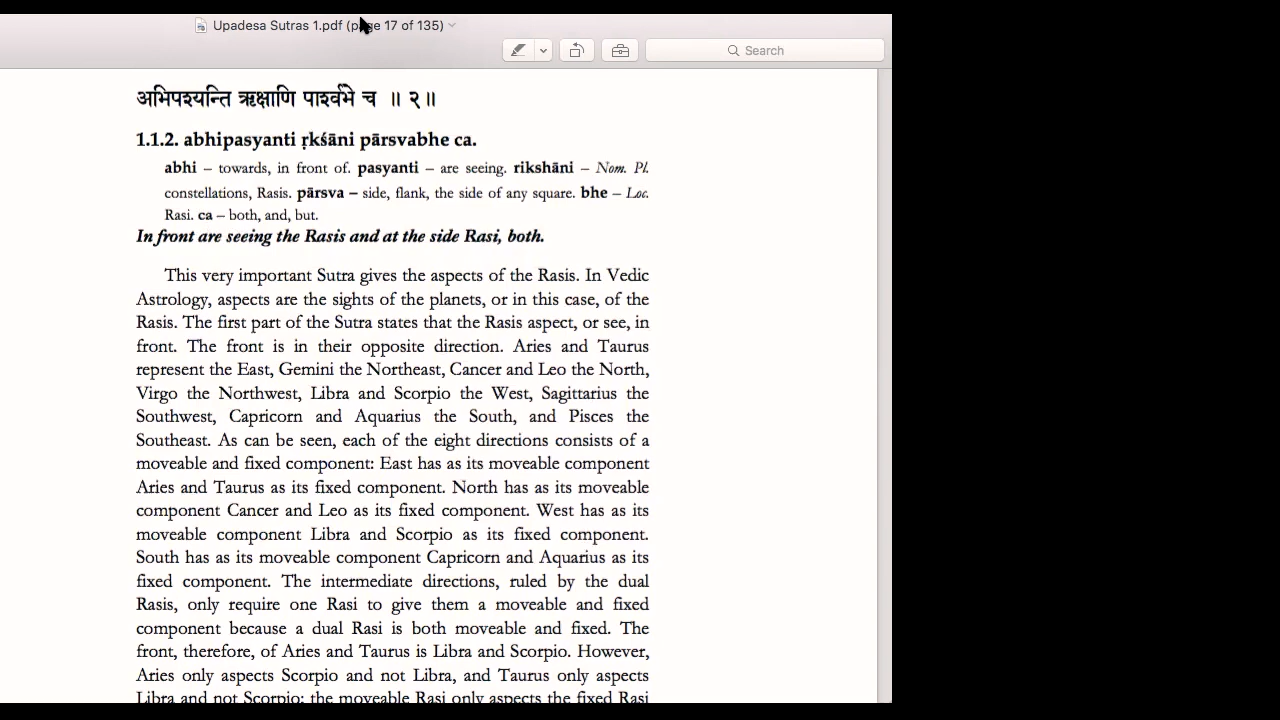 Upadesa Sutras 1.pdf (page 17 of 135)
Search
अभिपश्यन्ति ऋक्षाणि पार्श्वभे च ॥ २॥
1.1.2. abhipasyanti ṛkśāni pārsvabhe ca.
abhi – towards, in front of. pasyanti – are seeing. rikshāni – Nom. Pl.
constellations, Rasis. pārsva – side, flank, the side of any square. bhe – Loc.
Rasi. ca – both, and, but.
In front are seeing the Rasis and at the side Rasi, both.
This very important Sutra gives the aspects of the Rasis. In Vedic
Astrology, aspects are the sights of the planets, or in this case, of the
Rasis. The first part of the Sutra states that the Rasis aspect, or see, in
front. The front is in their opposite direction. Aries and Taurus
represent the East, Gemini the Northeast, Cancer and Leo the North,
Virgo the Northwest, Libra and Scorpio the West, Sagittarius the
Southwest, Capricorn and Aquarius the South, and Pisces the
Southeast. As can be seen, each of the eight directions consists of a
moveable and fixed component: East has as its moveable component
Aries and Taurus as its fixed component. North has as its moveable
component Cancer and Leo as its fixed component. West has as its
moveable component Libra and Scorpio as its fixed component.
South has as its moveable component Capricorn and Aquarius as its
fixed component. The intermediate directions, ruled by the dual
Rasis, only require one Rasi to give them a moveable and fixed
component because a dual Rasi is both moveable and fixed. The
front, therefore, of Aries and Taurus is Libra and Scorpio. However,
Aries only aspects Scorpio and not Libra, and Taurus only aspects
Libra and not Scorpio; the moveable Rasi only aspects the fixed Rasi